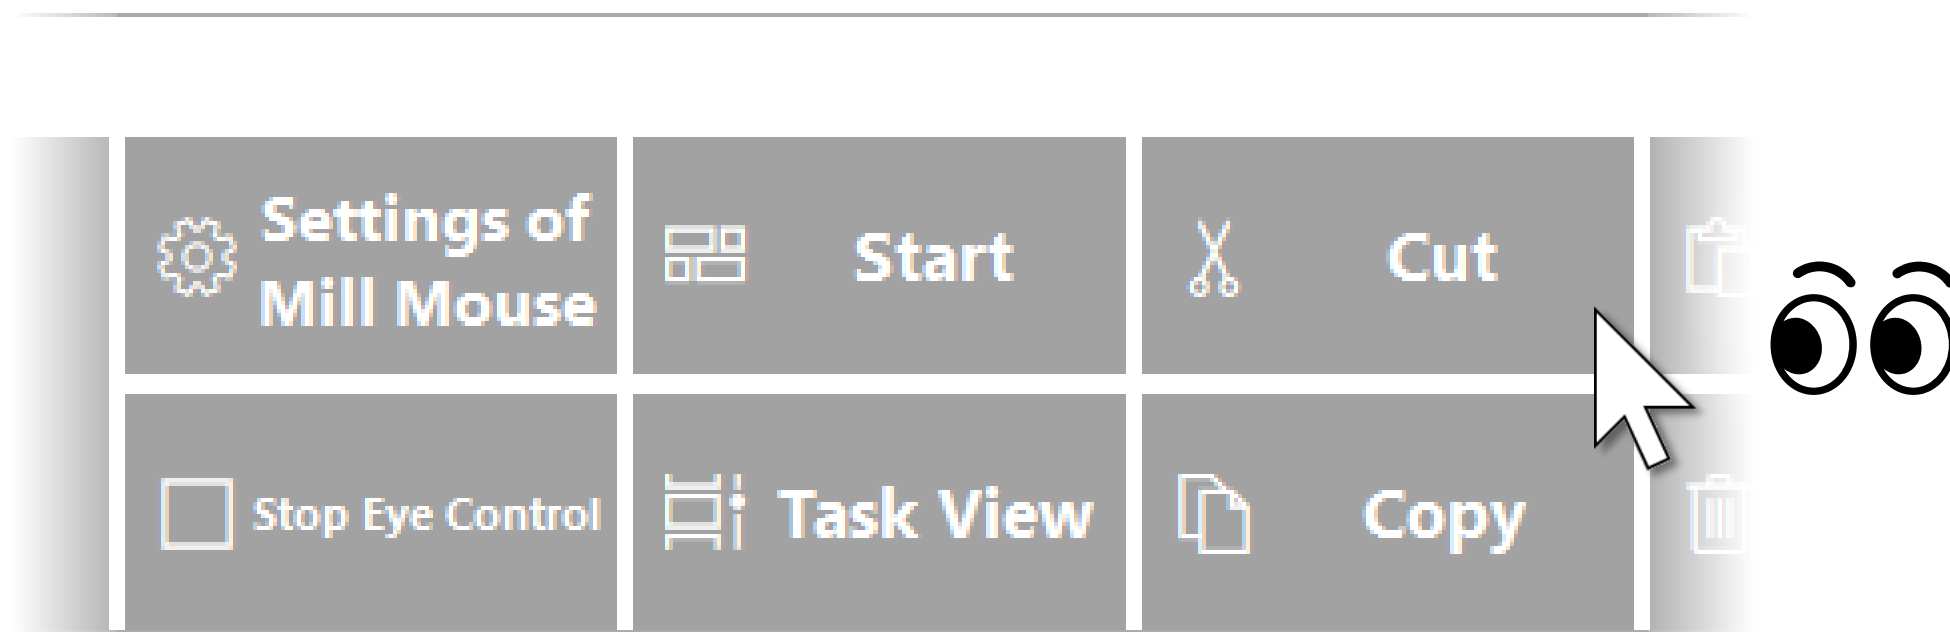 Settings of
Mill Mouse
Start
Cut
Stop Eye Control
Task View
Copy